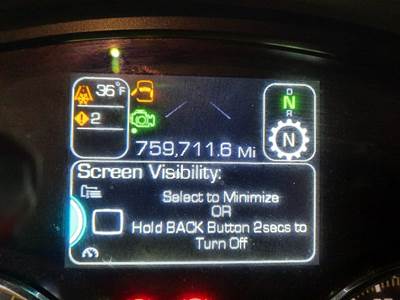 36°F
2
D
N
R
N
759,711.6 Mi
Screen Visibility:
Select to Minimize
OR
Hold BACK Button 2secs to
Turn Off